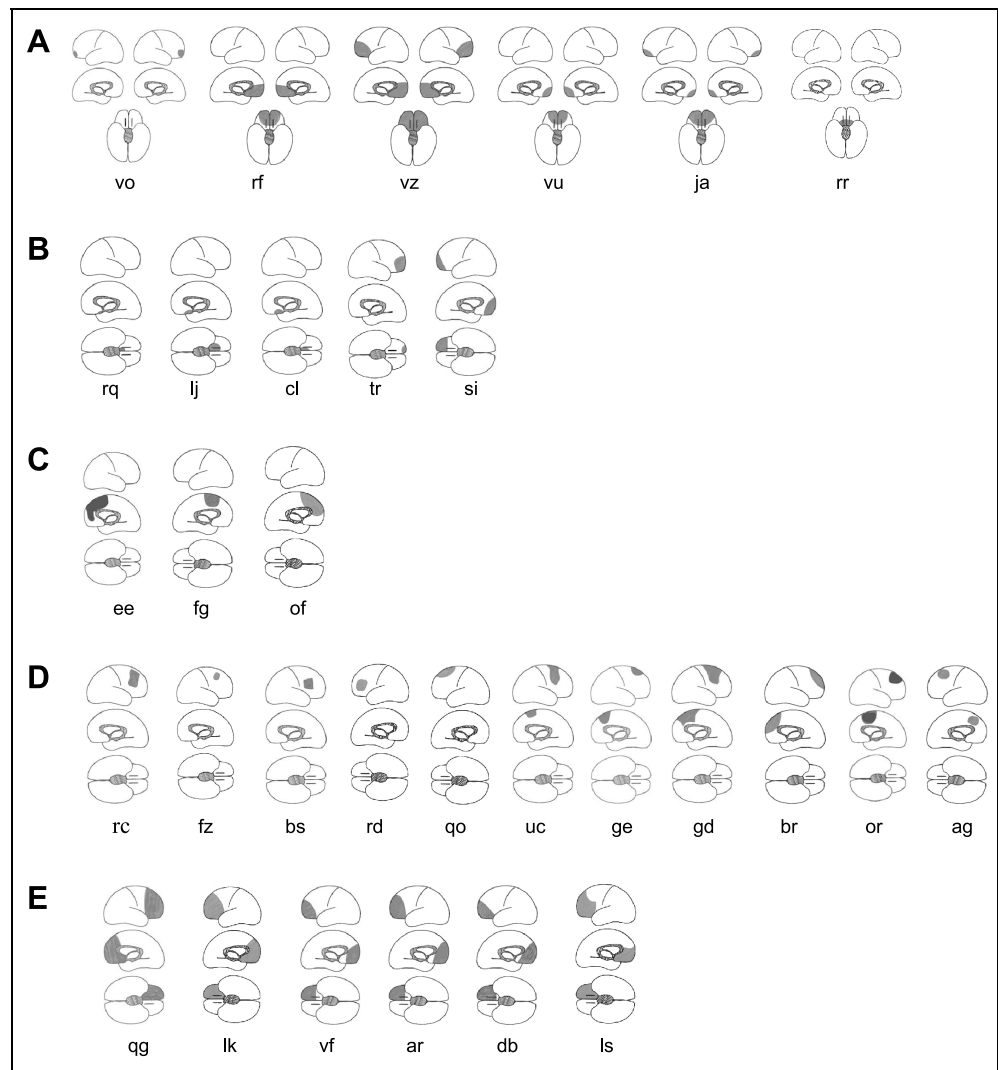 A
vo rf vz vu ja rr
B
rq lj cl tr si
C
ee fg of
D
rc fz bs rd qo uc ge gd br or ag
E
qg lk vf ar db ls